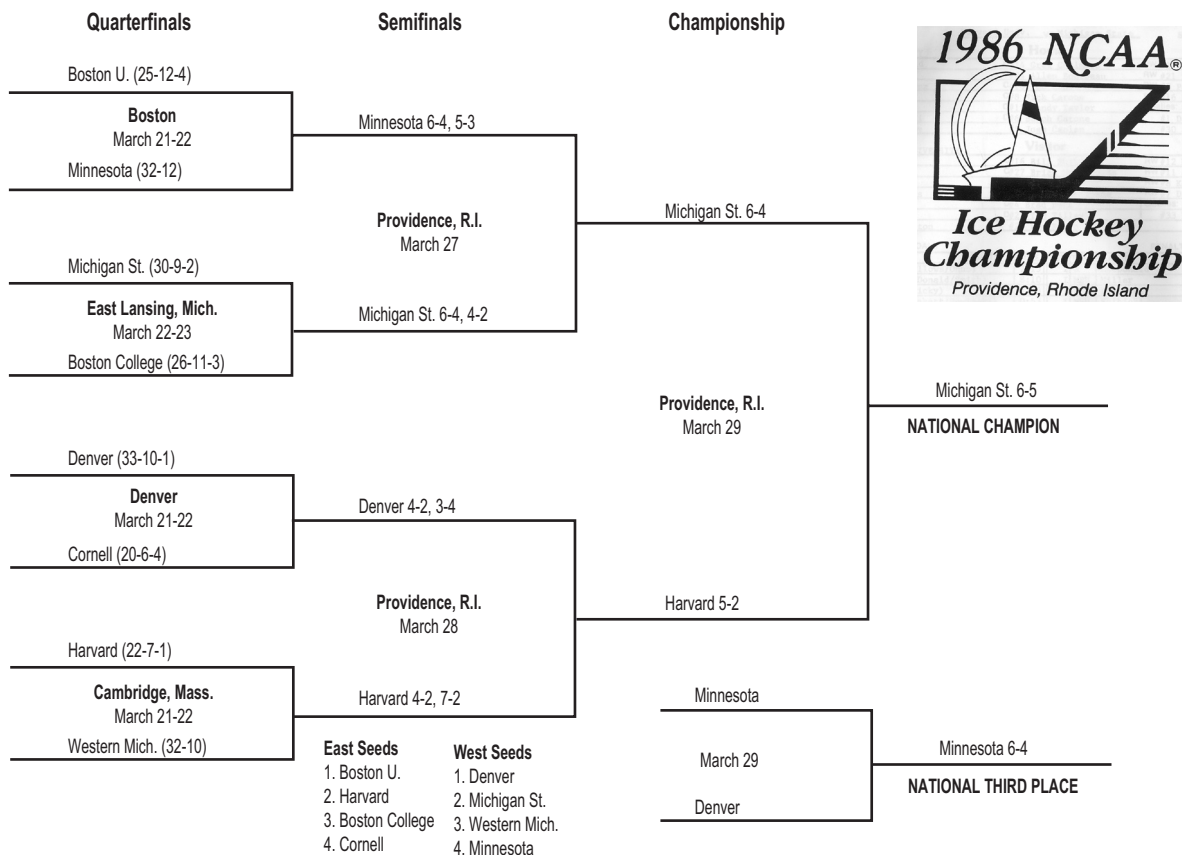 Quarterfinals
Semifinals
Championship
1986 NCAA®
Ice Hockey
Championship
Providence, Rhode Island
Boston U. (25-12-4)
Boston
March 21-22
Minnesota (32-12)
Michigan St. (30-9-2)
East Lansing, Mich.
March 22-23
Boston College (26-11-3)
Denver (33-10-1)
Denver
March 21-22
Cornell (20-6-4)
Harvard (22-7-1)
Cambridge, Mass.
March 21-22
Western Mich. (32-10)
Minnesota 6-4, 5-3
Providence, R.I.
March 27
Michigan St. 6-4, 4-2
Denver 4-2, 3-4
Providence, R.I.
March 28
Harvard 4-2, 7-2
East Seeds
1. Boston U.
2. Harvard
3. Boston College
4. Cornell
West Seeds
1. Denver
2. Michigan St.
3. Western Mich.
4. Minnesota
Michigan St. 6-4
Providence, R.I.
March 29
Harvard 5-2
Michigan St. 6-5
NATIONAL CHAMPION
Minnesota
March 29
Denver
Minnesota 6-4
NATIONAL THIRD PLACE